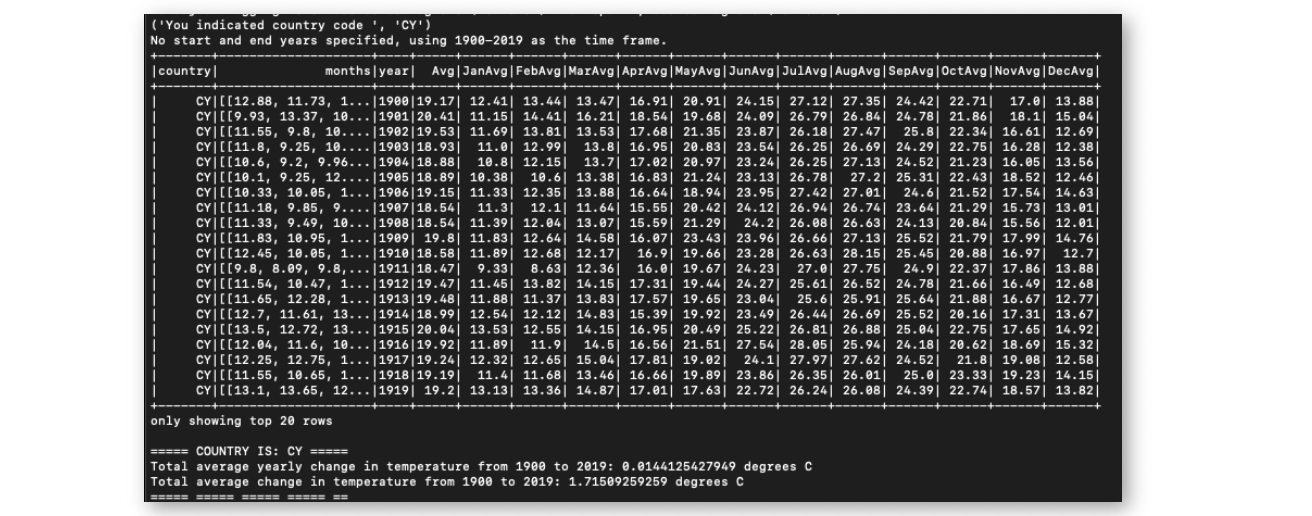 ('You indicated country code ', 'CY')
No start and end years specified, using 1900-2019 as the time frame.
+-------+--------------------+----+-----+------+------+------+------+------+------+------+------+------+------+------+------+
|country|              months|year|  Avg|JanAvg|FebAvg|MarAvg|AprAvg|MayAvg|JunAvg|JulAvg|AugAvg|SepAvg|OctAvg|NovAvg|DecAvg|
+-------+--------------------+----+-----+------+------+------+------+------+------+------+------+------+------+------+------+
|     CY|[[12.88, 11.73, 1...|1900|19.17| 12.41| 13.44| 13.47| 16.91| 20.91| 24.15| 27.12| 27.35| 24.42| 22.71|  17.0| 13.88|
|     CY|[[9.93, 13.37, 10...|1901|20.41| 11.15| 14.41| 16.21| 18.54| 19.68| 24.09| 26.79| 26.84| 24.78| 21.86|  18.1| 15.04|
|     CY|[[11.55, 9.8, 10....|1902|19.53| 11.69| 13.81| 13.53| 17.68| 21.35| 23.87| 26.18| 27.47|  25.8| 22.34| 16.61| 12.69|
|     CY|[[11.8, 9.25, 10....|1903|18.93|  11.0| 12.99|  13.8| 16.95| 20.83| 23.54| 26.25| 26.69| 24.29| 22.75| 16.28| 12.38|
|     CY|[[10.6, 9.2, 9.96...|1904|18.88|  10.8| 12.15|  13.7| 17.02| 20.97| 23.24| 26.25| 27.13| 24.52| 21.23| 16.05| 13.56|
|     CY|[[10.1, 9.25, 12....|1905|18.89| 10.38|  10.6| 13.38| 16.83| 21.24| 23.13| 26.78|  27.2| 25.31| 22.43| 18.52| 12.46|
|     CY|[[10.33, 10.05, 1...|1906|19.15| 11.33| 12.35| 13.88| 16.64| 18.94| 23.95| 27.42| 27.01|  24.6| 21.52| 17.54| 14.63|
|     CY|[[11.18, 9.85, 9....|1907|18.54|  11.3|  12.1| 11.64| 15.55| 20.42| 24.12| 26.94| 26.74| 23.64| 21.29| 15.73| 13.01|
|     CY|[[11.33, 9.49, 10...|1908|18.54| 11.39| 12.04| 13.07| 15.59| 21.29|  24.2| 26.08| 26.63| 24.13| 20.84| 15.56| 12.01|
|     CY|[[11.83, 10.95, 1...|1909| 19.8| 11.83| 12.64| 14.58| 16.07| 23.43| 23.96| 26.66| 27.13| 25.52| 21.79| 17.99| 14.76|
|     CY|[[12.45, 10.05, 1...|1910|18.58| 11.89| 12.68| 12.17|  16.9| 19.66| 23.28| 26.63| 28.15| 25.45| 20.88| 16.97|  12.7|
|     CY|[[9.8, 8.09, 9.8,...|1911|18.47|  9.33|  8.63| 12.36|  16.0| 19.67| 24.23|  27.0| 27.75|  24.9| 22.37| 17.86| 13.88|
|     CY|[[11.54, 10.47, 1...|1912|19.47| 11.45| 13.82| 14.15| 17.31| 19.44| 24.27| 25.61| 26.52| 24.78| 21.66| 16.49| 12.68|
|     CY|[[11.65, 12.28, 1...|1913|19.48| 11.88| 11.37| 13.83| 17.57| 19.65| 23.04|  25.6| 25.91| 25.64| 21.88| 16.67| 12.77|
|     CY|[[12.7, 11.61, 13...|1914|18.99| 12.54| 12.12| 14.83| 15.39| 19.92| 23.49| 26.44| 26.69| 25.52| 20.16| 17.31| 13.67|
|     CY|[[13.5, 12.72, 13...|1915|20.04| 13.53| 12.55| 14.15| 16.95| 20.49| 25.22| 26.81| 26.88| 25.04| 22.75| 17.65| 14.92|
|     CY|[[12.04, 11.6, 10...|1916|19.92| 11.89|  11.9|  14.5| 16.56| 21.51| 27.54| 28.05| 25.94| 24.18| 20.62| 18.69| 15.32|
|     CY|[[12.25, 12.75, 1...|1917|19.24| 12.32| 12.65| 15.04| 17.81| 19.02|  24.1| 27.97| 27.62| 24.52|  21.8| 19.08| 12.58|
|     CY|[[11.55, 10.65, 1...|1918|19.19|  11.4| 11.68| 13.46| 16.66| 19.89| 23.86| 26.35| 26.01|  25.0| 23.33| 19.23| 14.15|
|     CY|[[13.1, 13.65, 12...|1919| 19.2| 13.13| 13.36| 14.87| 17.01| 17.63| 22.72| 26.24| 26.08| 24.39| 22.74| 18.57| 13.82|
+-------+--------------------+----+-----+------+------+------+------+------+------+------+------+------+------+------+------+
only showing top 20 rows
===== COUNTRY IS: CY =====
Total average yearly change in temperature from 1900 to 2019: 0.0144125427949 degrees C
Total average change in temperature from 1900 to 2019: 1.71509259259 degrees C
===== ===== ===== ===== ==